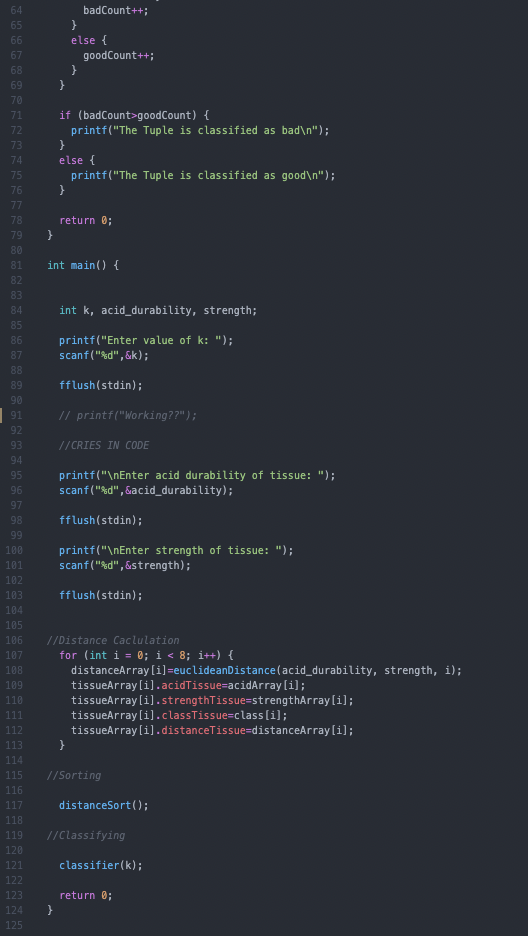 64 badCount++;
65 }
66 else {
67 goodCount++;
68 }
69 }
70
71 if (badCount>goodCount) {
72 printf("The Tuple is classified as bad\n");
73 }
74 else {
75 printf("The Tuple is classified as good\n");
76 }
77
78 return 0;
79 }
80
81 int main() {
82
83
84 int k, acid_durability, strength;
85
86 printf("Enter value of k: ");
87 scanf("%d",&k);
88
89 fflush(stdin);
90
91 // printf("Working??");
92
93 //CRIES IN CODE
94
95 printf("\nEnter acid durability of tissue: ");
96 scanf("%d",&acid_durability);
97
98 fflush(stdin);
99
100 printf("\nEnter strength of tissue: ");
101 scanf("%d",&strength);
102
103 fflush(stdin);
104
105
106 //Distance Caclulation
107 for (int i = 0; i < 8; i++) {
108 distanceArray[i]=euclideanDistance(acid_durability, strength, i);
109 tissueArray[i].acidTissue=acidArray[i];
110 tissueArray[i].strengthTissue=strengthArray[i];
111 tissueArray[i].classTissue=class[i];
112 tissueArray[i].distanceTissue=distanceArray[i];
113 }
114
115 //Sorting
116
117 distanceSort();
118
119 //Classifying
120
121 classifier(k);
122
123 return 0;
124 }
125